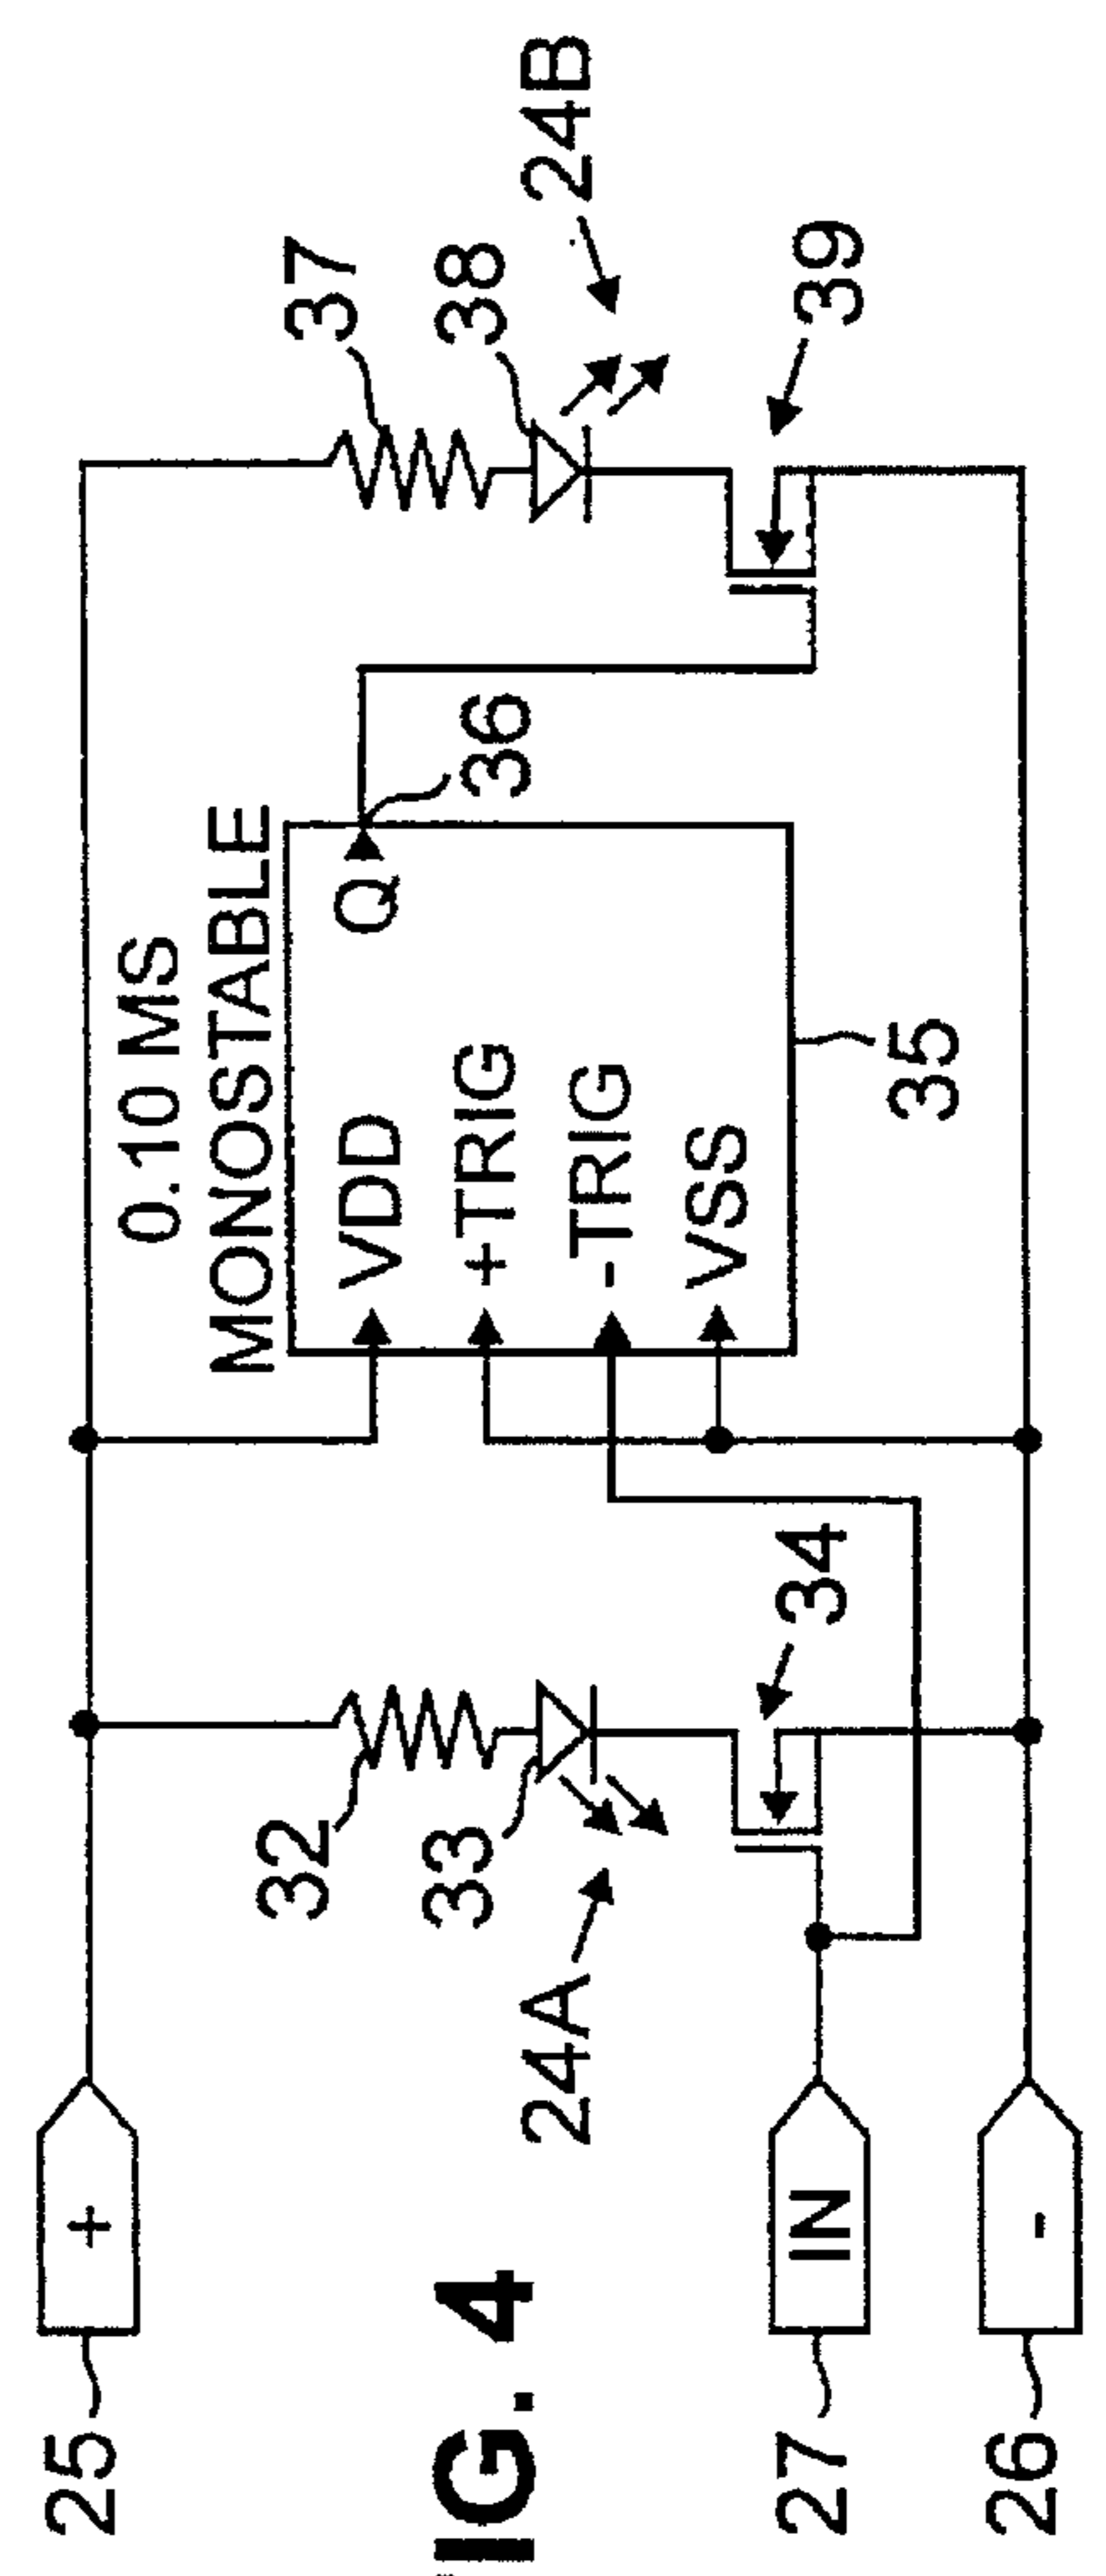 25
+
0.10 MS
MONOSTABLE
37
38
24B
39
VDD
+TRIG
-TRIG
VSS
Q
36
35
32
33
24A
34
27
IN
26
-
IG. 4